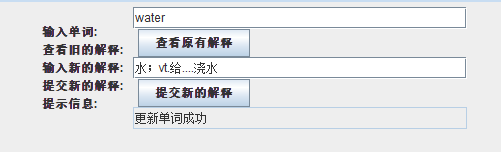 输入单词: water
查看旧的解释: 查看原有解释
输入新的解释: 水；vt.给....浇水
提交新的解释: 提交新的解释
提示信息: 更新单词成功